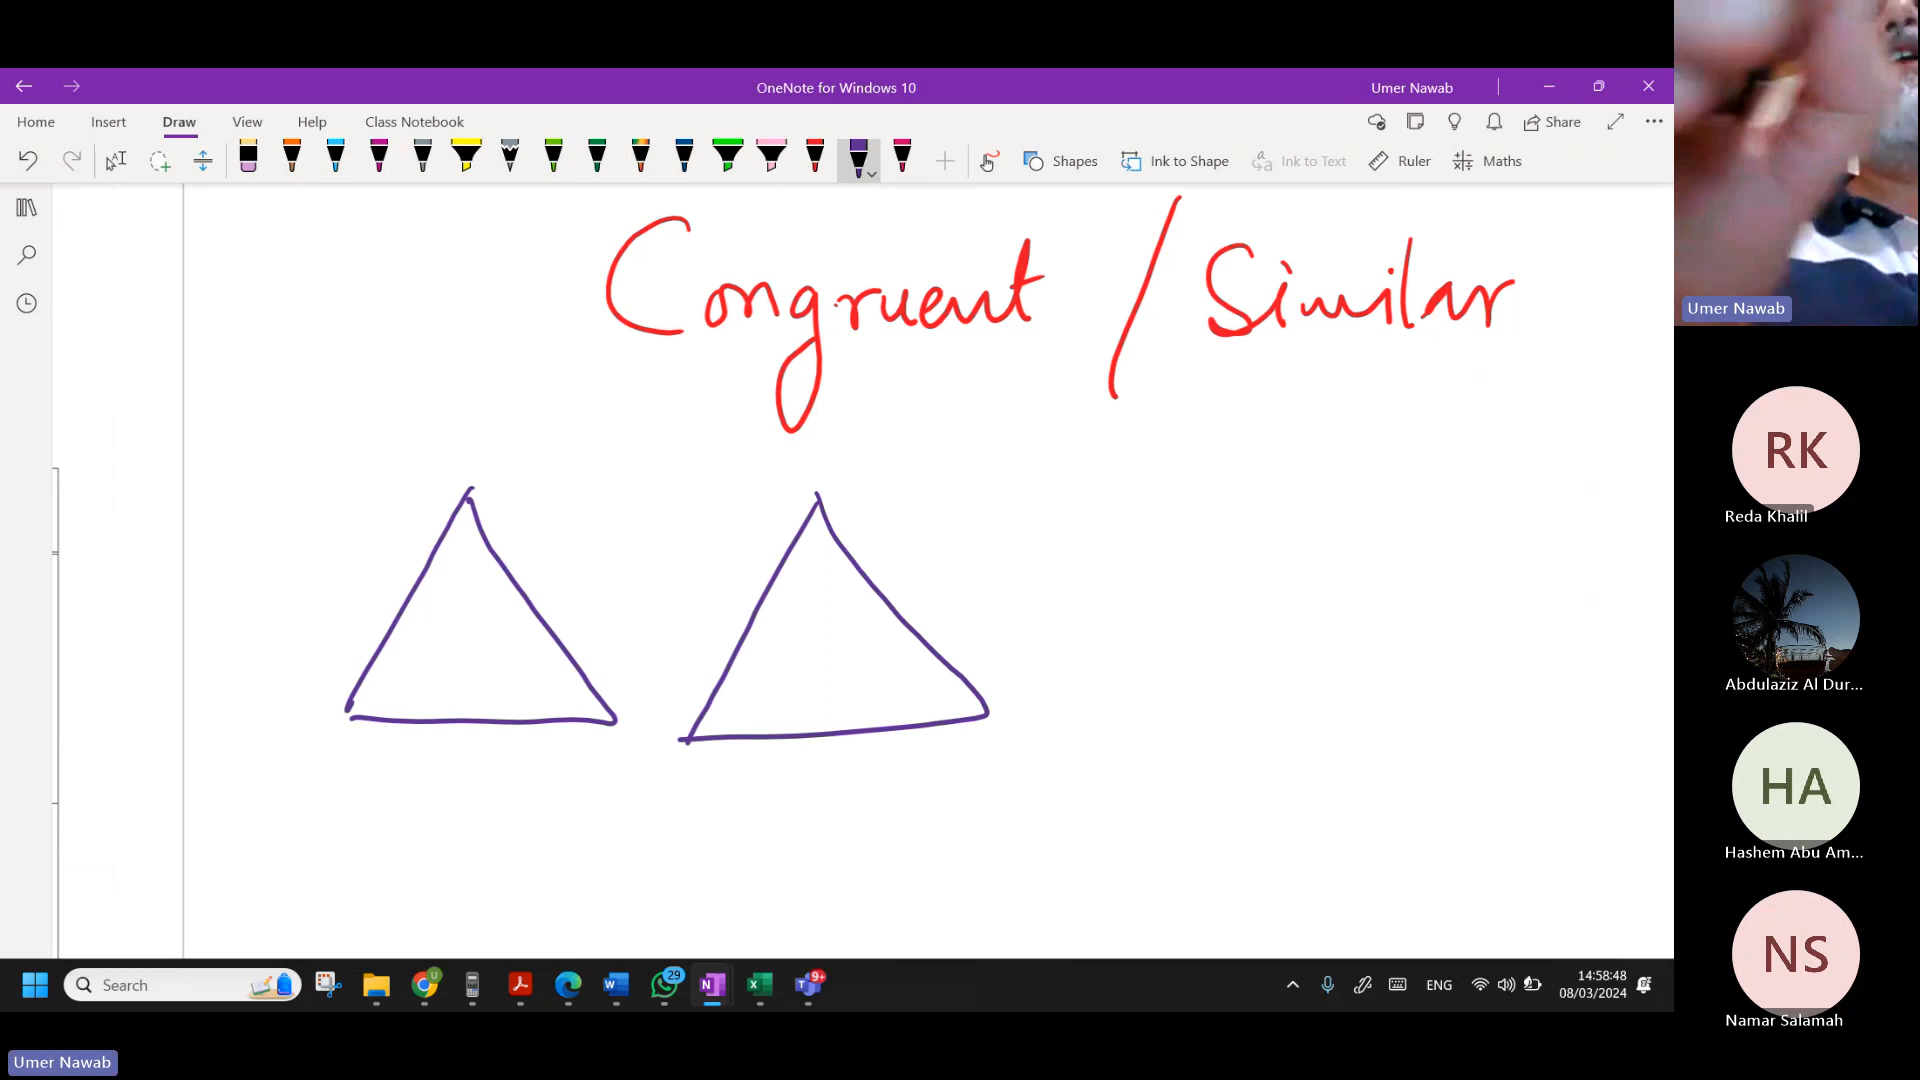 OneNote for Windows 10
Umer Nawab
Home Insert Draw View Help Class Notebook
Share
Shapes Ink to Shape Ink to Text Ruler Maths
Congruent / Similar
Umer Nawab
RK
Reda Khalil
Abdulaziz Al Dur...
HA
Hashem Abu Am...
NS
Namar Salamah
Search
29
9+
ENG
14:58:48
08/03/2024
Umer Nawab